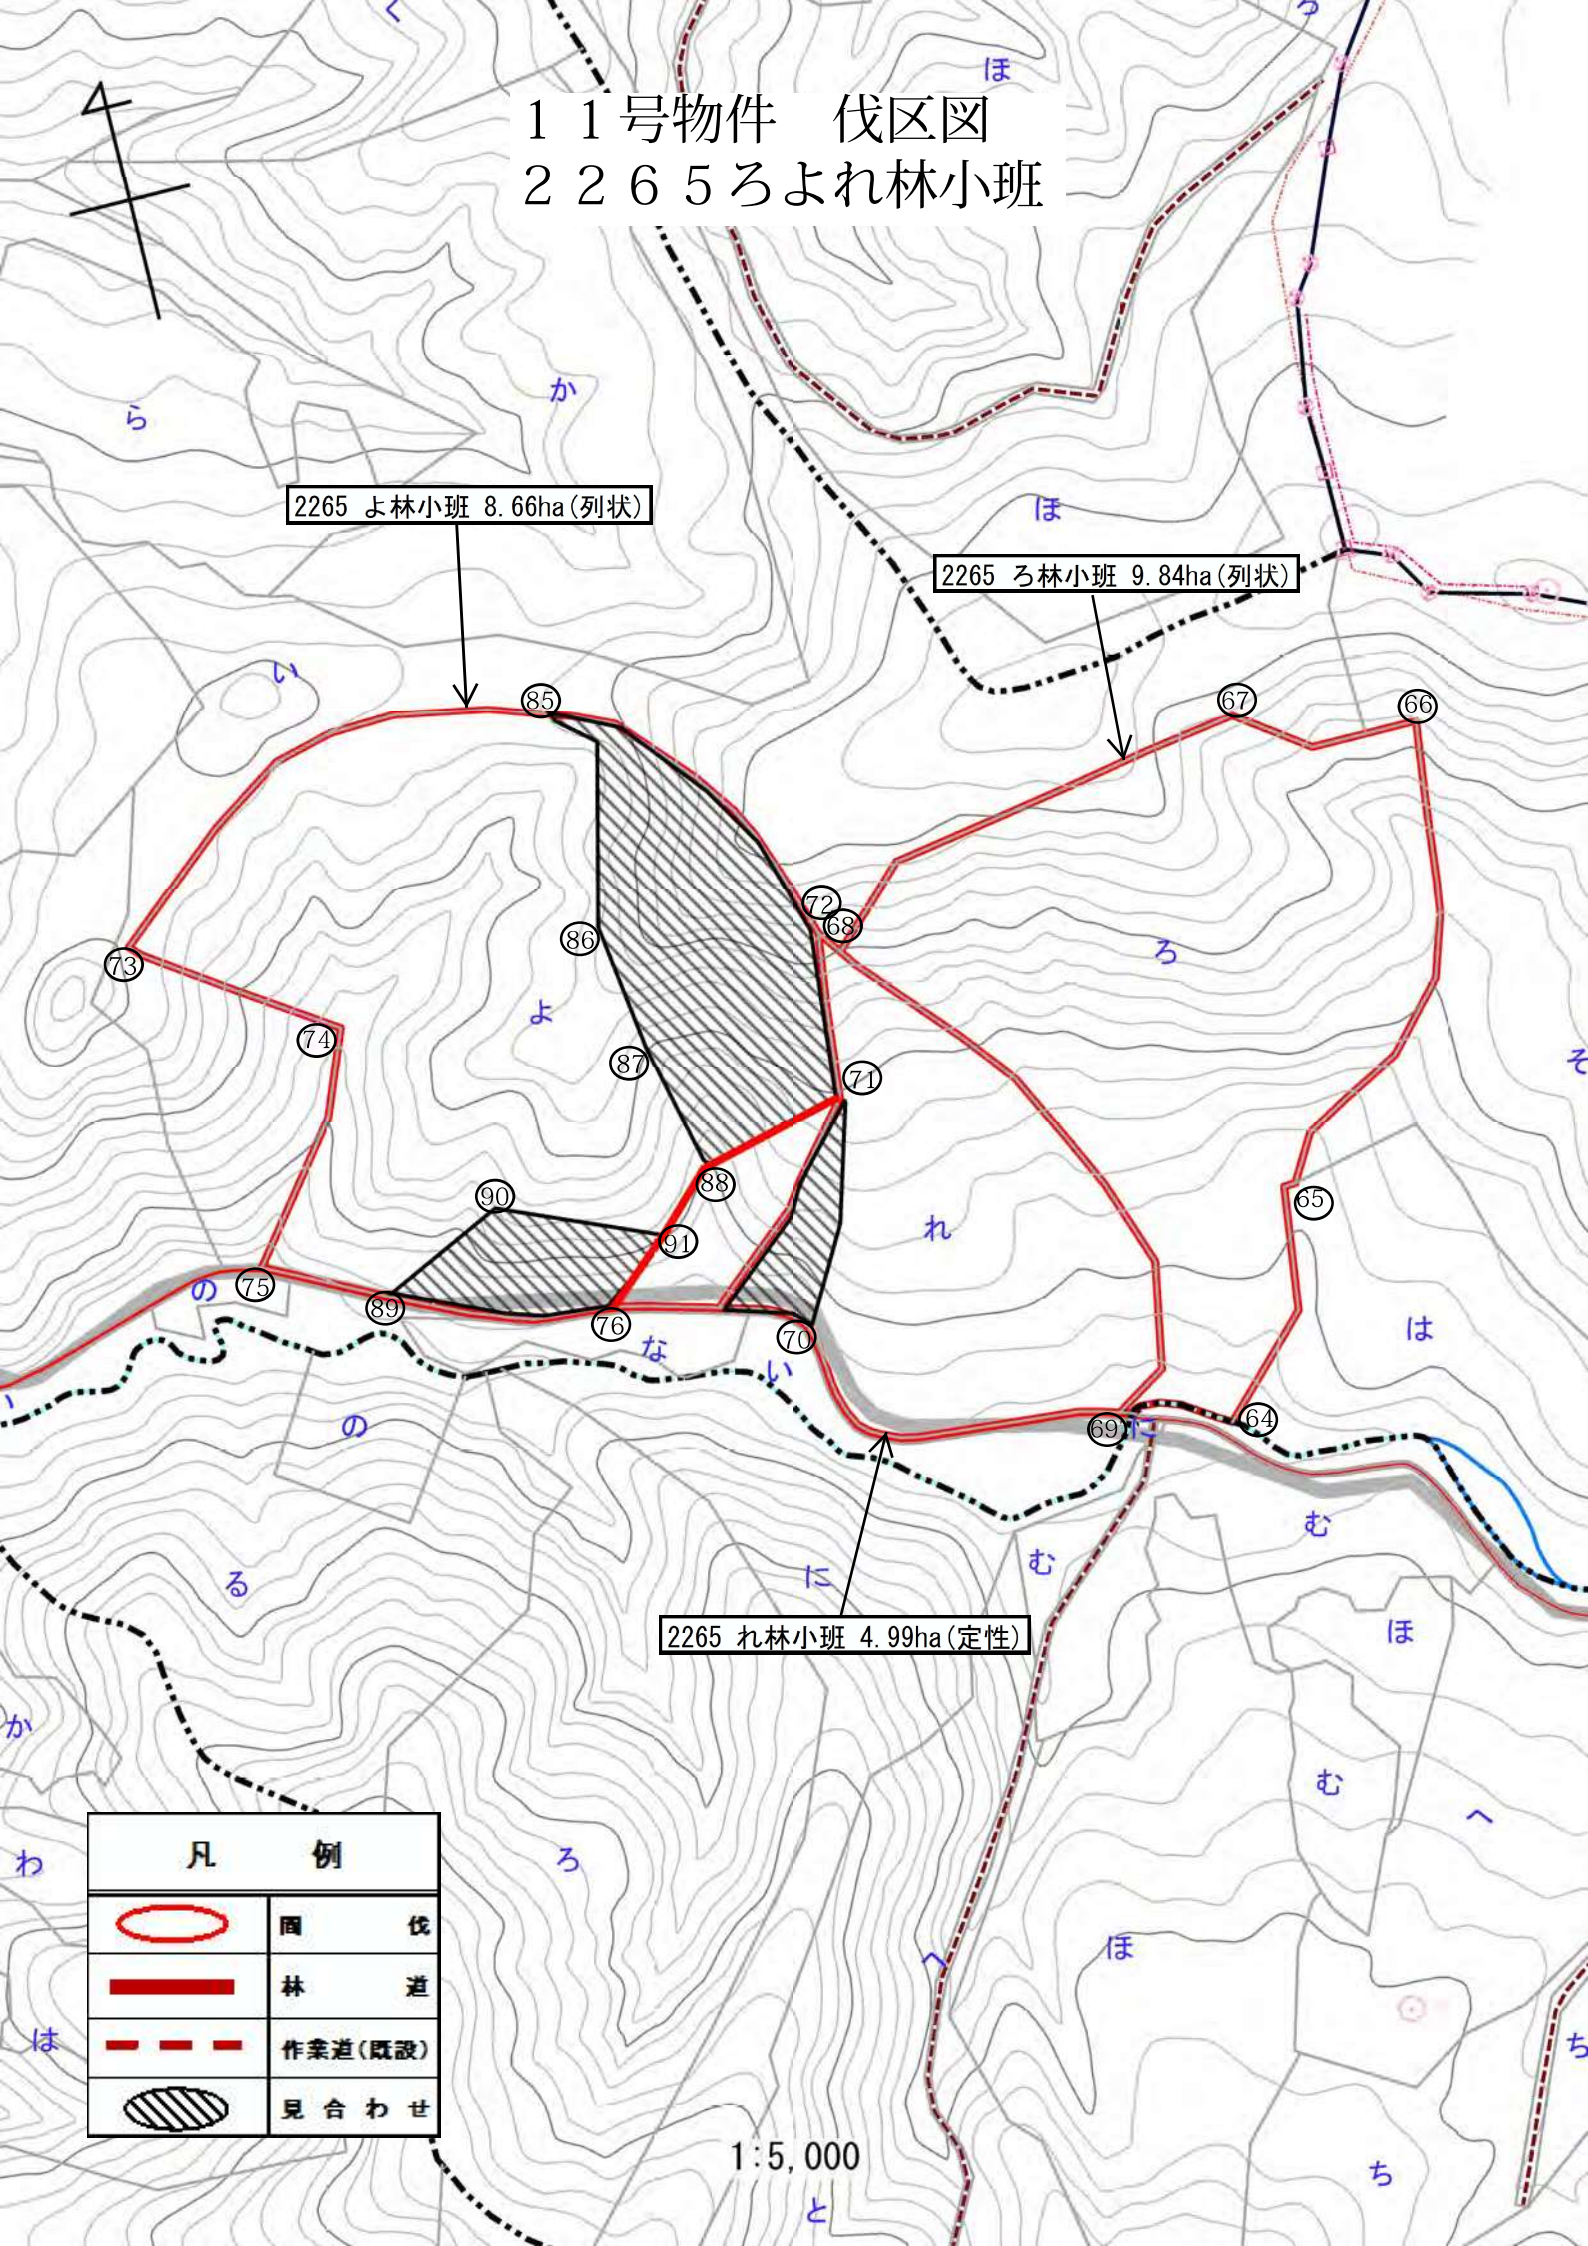 く
ろ
ほ
１１号物件　伐区図
２２６５ろよれ林小班
か
ら
2265 よ林小班 8.66ha(列状)
ほ
2265 ろ林小班 9.84ha(列状)
い
85
67
66
72
68
86
ろ
73
よ
74
87
71
そ
88
90
65
れ
91
の
75
89
76
70
な
い
は
い
の
69
に
64
む
む
に
る
2265 れ林小班 4.99ha(定性)
ほ
か
む
へ
凡　例
わ
ろ
間　伐
ほ
へ
林　道
は
作業道(既設)
ち
見合わせ
1:5,000
ち
と